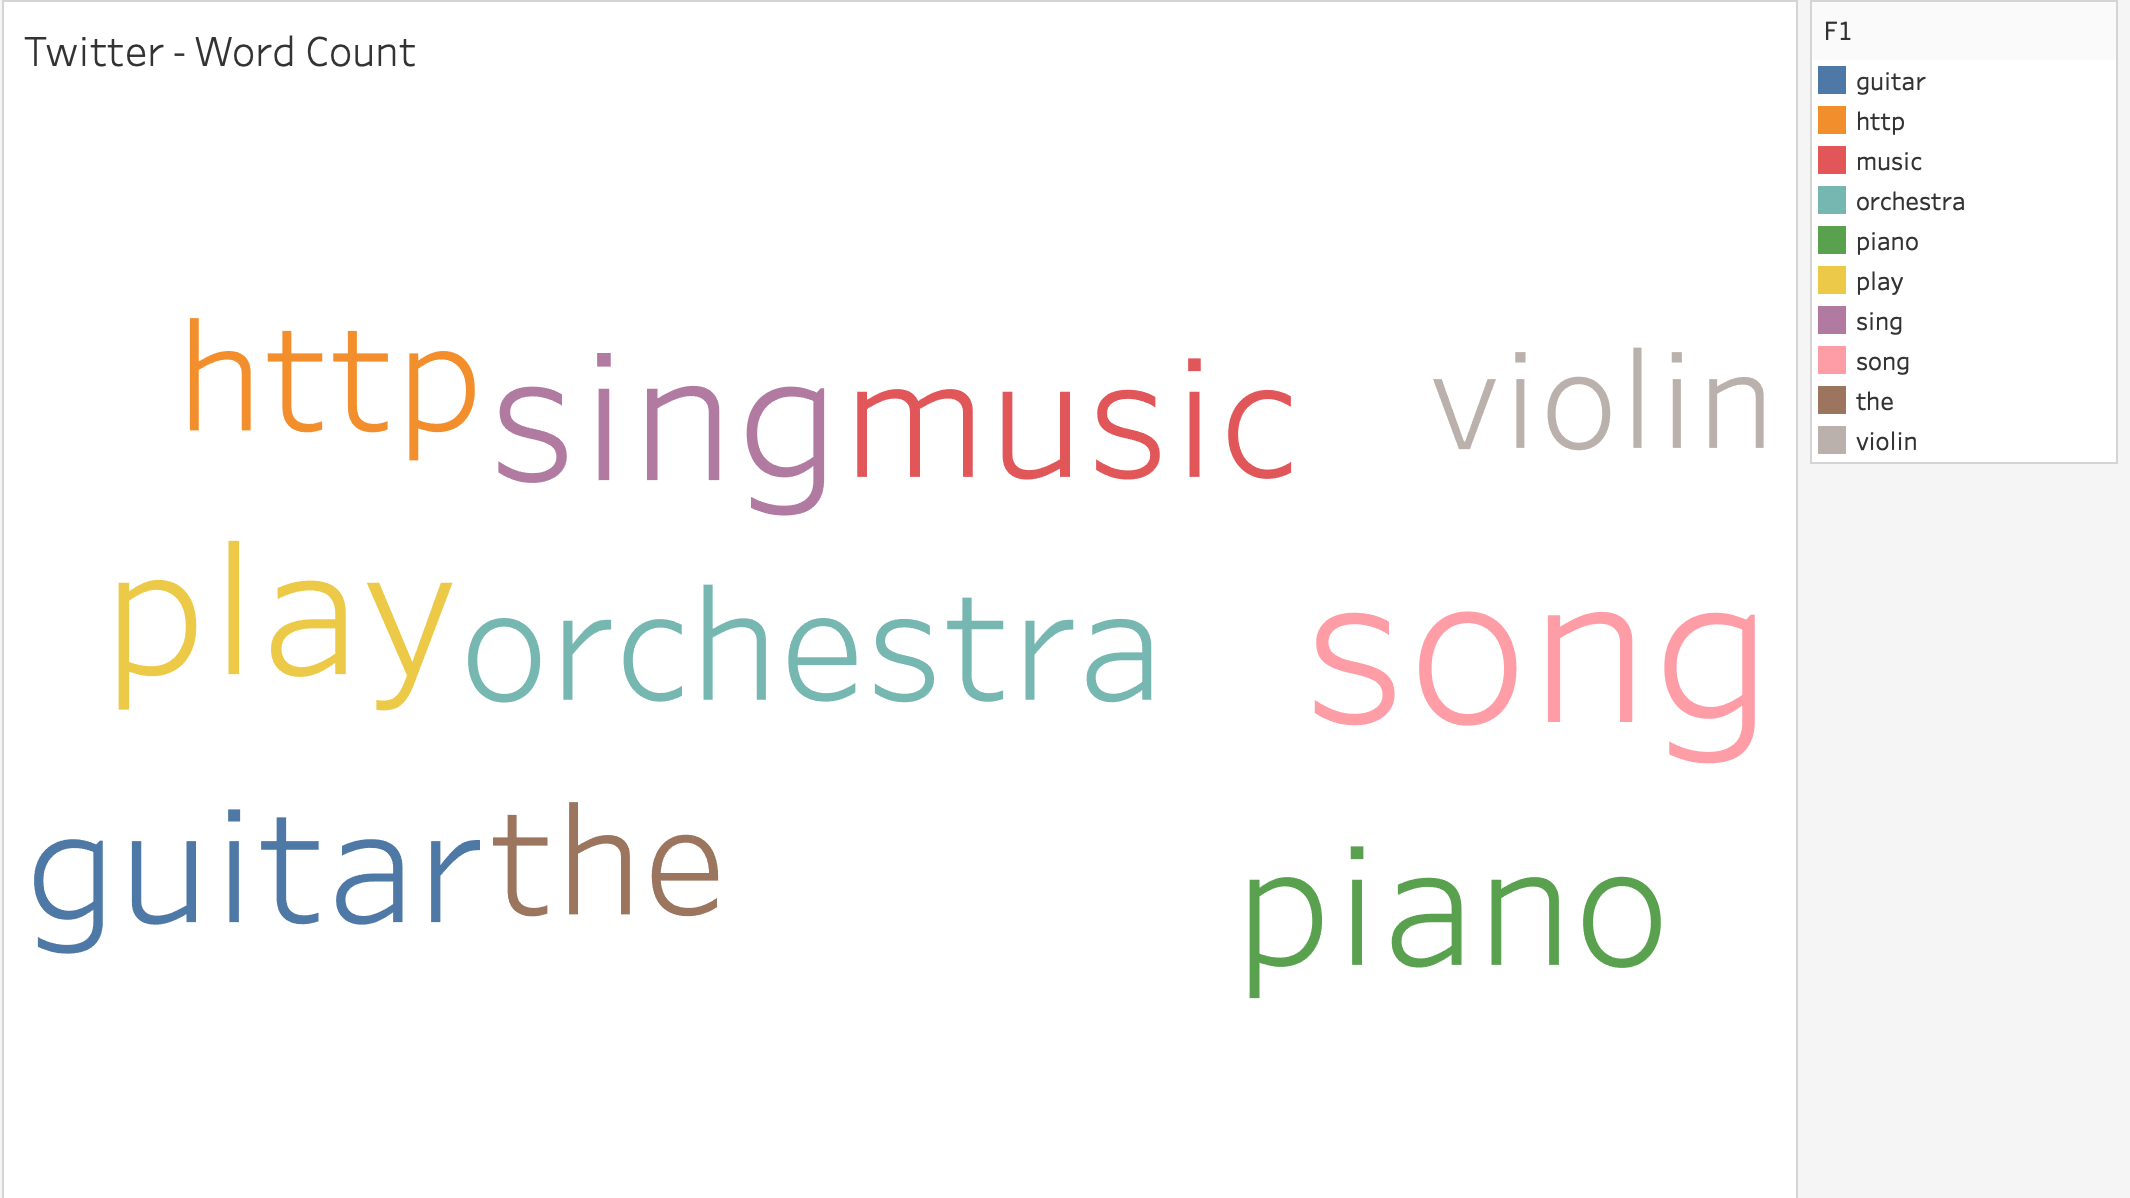 Twitter - Word Count
http sing music violin
play orchestra song
guitar the piano
F1
guitar
http
music
orchestra
piano
play
sing
song
the
violin